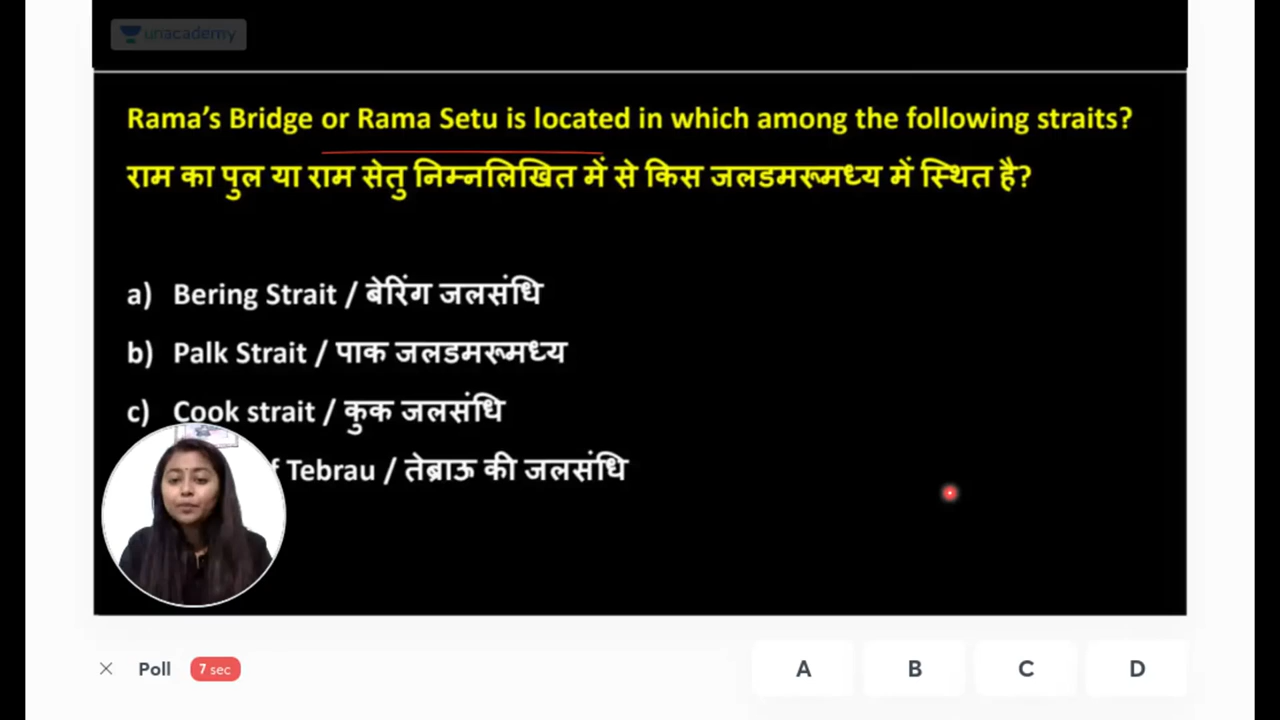 unacademy
Rama's Bridge or Rama Setu is located in which among the following straits?
राम का पुल या राम सेतु निम्नलिखित में से किस जलडमरूमध्य में स्थित है?
a) Bering Strait / बेरिंग जलसंधि
b) Palk Strait / पाक जलडमरूमध्य
c) Cook strait / कुक जलसंधि
Tebrau / तेब्राऊ की जलसंधि
Poll 7 sec A B C D